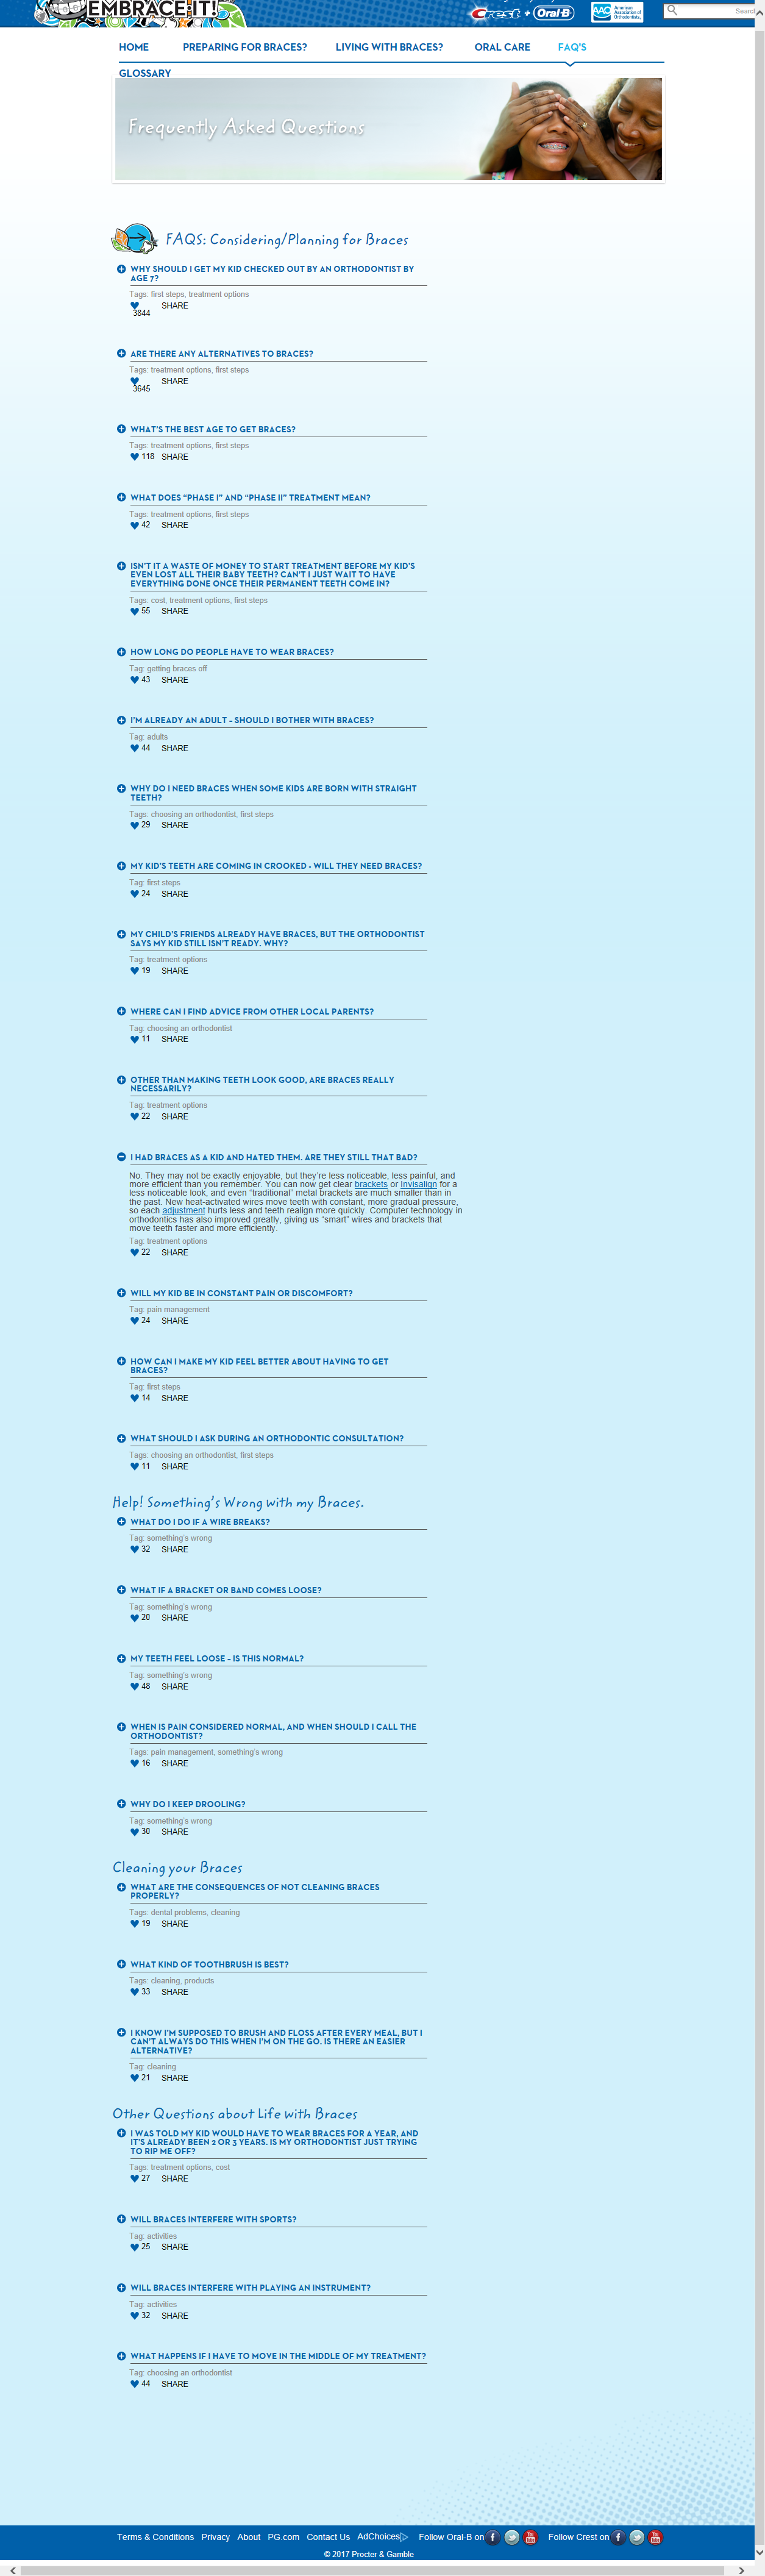 EMBRACE IT!
Crest + Oral-B
AAO American Association of Orthodontists.
Search
HOME PREPARING FOR BRACES? LIVING WITH BRACES? ORAL CARE FAQ'S
GLOSSARY
Frequently Asked Questions
FAQS: Considering/Planning for Braces
WHY SHOULD I GET MY KID CHECKED OUT BY AN ORTHODONTIST BY
AGE 7?
Tags: first steps, treatment options
SHARE
3844
ARE THERE ANY ALTERNATIVES TO BRACES?
Tags: treatment options, first steps
SHARE
3645
WHAT'S THE BEST AGE TO GET BRACES?
Tags: treatment options, first steps
118 SHARE
WHAT DOES “PHASE I” AND “PHASE II” TREATMENT MEAN?
Tags: treatment options, first steps
42 SHARE
ISN'T IT A WASTE OF MONEY TO START TREATMENT BEFORE MY KID'S
EVEN LOST ALL THEIR BABY TEETH? CAN'T I JUST WAIT TO HAVE
EVERYTHING DONE ONCE THEIR PERMANENT TEETH COME IN?
Tags: cost, treatment options, first steps
55 SHARE
HOW LONG DO PEOPLE HAVE TO WEAR BRACES?
Tag: getting braces off
43 SHARE
I'M ALREADY AN ADULT – SHOULD I BOTHER WITH BRACES?
Tag: adults
44 SHARE
WHY DO I NEED BRACES WHEN SOME KIDS ARE BORN WITH STRAIGHT
TEETH?
Tags: choosing an orthodontist, first steps
29 SHARE
MY KID'S TEETH ARE COMING IN CROOKED - WILL THEY NEED BRACES?
Tag: first steps
24 SHARE
MY CHILD'S FRIENDS ALREADY HAVE BRACES, BUT THE ORTHODONTIST
SAYS MY KID STILL ISN'T READY. WHY?
Tag: treatment options
19 SHARE
WHERE CAN I FIND ADVICE FROM OTHER LOCAL PARENTS?
Tag: choosing an orthodontist
11 SHARE
OTHER THAN MAKING TEETH LOOK GOOD, ARE BRACES REALLY
NECESSARILY?
Tag: treatment options
22 SHARE
I HAD BRACES AS A KID AND HATED THEM. ARE THEY STILL THAT BAD?
No. They may not be exactly enjoyable, but they're less noticeable, less painful, and
more efficient than you remember. You can now get clear brackets or Invisalign for a
less noticeable look, and even “traditional” metal brackets are much smaller than in
the past. New heat-activated wires move teeth with constant, more gradual pressure,
so each adjustment hurts less and teeth realign more quickly. Computer technology in
orthodontics has also improved greatly, giving us “smart” wires and brackets that
move teeth faster and more efficiently.
Tag: treatment options
22 SHARE
WILL MY KID BE IN CONSTANT PAIN OR DISCOMFORT?
Tag: pain management
24 SHARE
HOW CAN I MAKE MY KID FEEL BETTER ABOUT HAVING TO GET
BRACES?
Tag: first steps
14 SHARE
WHAT SHOULD I ASK DURING AN ORTHODONTIC CONSULTATION?
Tags: choosing an orthodontist, first steps
11 SHARE
Help! Something's Wrong with my Braces.
WHAT DO I DO IF A WIRE BREAKS?
Tag: something's wrong
32 SHARE
WHAT IF A BRACKET OR BAND COMES LOOSE?
Tag: something's wrong
20 SHARE
MY TEETH FEEL LOOSE – IS THIS NORMAL?
Tag: something's wrong
48 SHARE
WHEN IS PAIN CONSIDERED NORMAL, AND WHEN SHOULD I CALL THE
ORTHODONTIST?
Tags: pain management, something's wrong
16 SHARE
WHY DO I KEEP DROOLING?
Tag: something's wrong
30 SHARE
Cleaning your Braces
WHAT ARE THE CONSEQUENCES OF NOT CLEANING BRACES
PROPERLY?
Tags: dental problems, cleaning
19 SHARE
WHAT KIND OF TOOTHBRUSH IS BEST?
Tags: cleaning, products
33 SHARE
I KNOW I'M SUPPOSED TO BRUSH AND FLOSS AFTER EVERY MEAL, BUT I
CAN'T ALWAYS DO THIS WHEN I'M ON THE GO. IS THERE AN EASIER
ALTERNATIVE?
Tag: cleaning
21 SHARE
Other Questions about Life with Braces
I WAS TOLD MY KID WOULD HAVE TO WEAR BRACES FOR A YEAR, AND
IT'S ALREADY BEEN 2 OR 3 YEARS. IS MY ORTHODONTIST JUST TRYING
TO RIP ME OFF?
Tags: treatment options, cost
27 SHARE
WILL BRACES INTERFERE WITH SPORTS?
Tag: activities
25 SHARE
WILL BRACES INTERFERE WITH PLAYING AN INSTRUMENT?
Tag: activities
32 SHARE
WHAT HAPPENS IF I HAVE TO MOVE IN THE MIDDLE OF MY TREATMENT?
Tag: choosing an orthodontist
44 SHARE
Terms & Conditions Privacy About PG.com Contact Us AdChoices Follow Oral-B on Follow Crest on
© 2017 Procter & Gamble